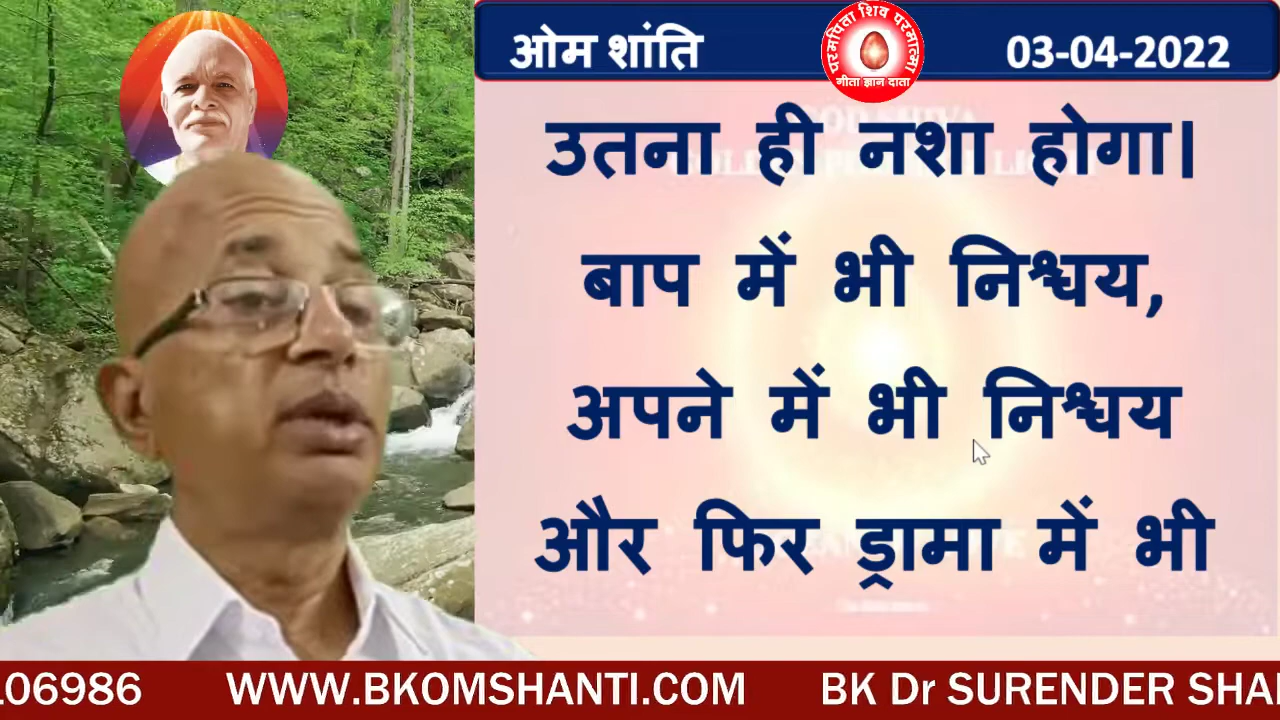 ओम शांति
परमपिता शिव परमात्मा
गीता ज्ञान दाता
03-04-2022
उतना ही नशा होगा।
बाप में भी निश्चय,
अपने में भी निश्चय
और फिर ड्रामा में भी
06986 WWW.BKOMSHANTI.COM BK Dr SURENDER SHA